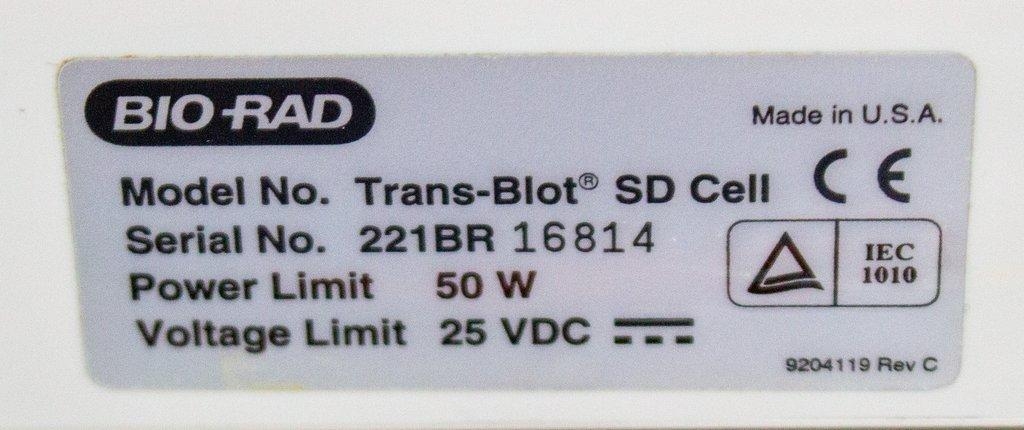 BIO-RAD
Made in U.S.A.
Model No. Trans-Blot® SD Cell
CE
Serial No. 221BR 16814
IEC
1010
Power Limit 50 W
Voltage Limit 25 VDC
9204119 Rev C